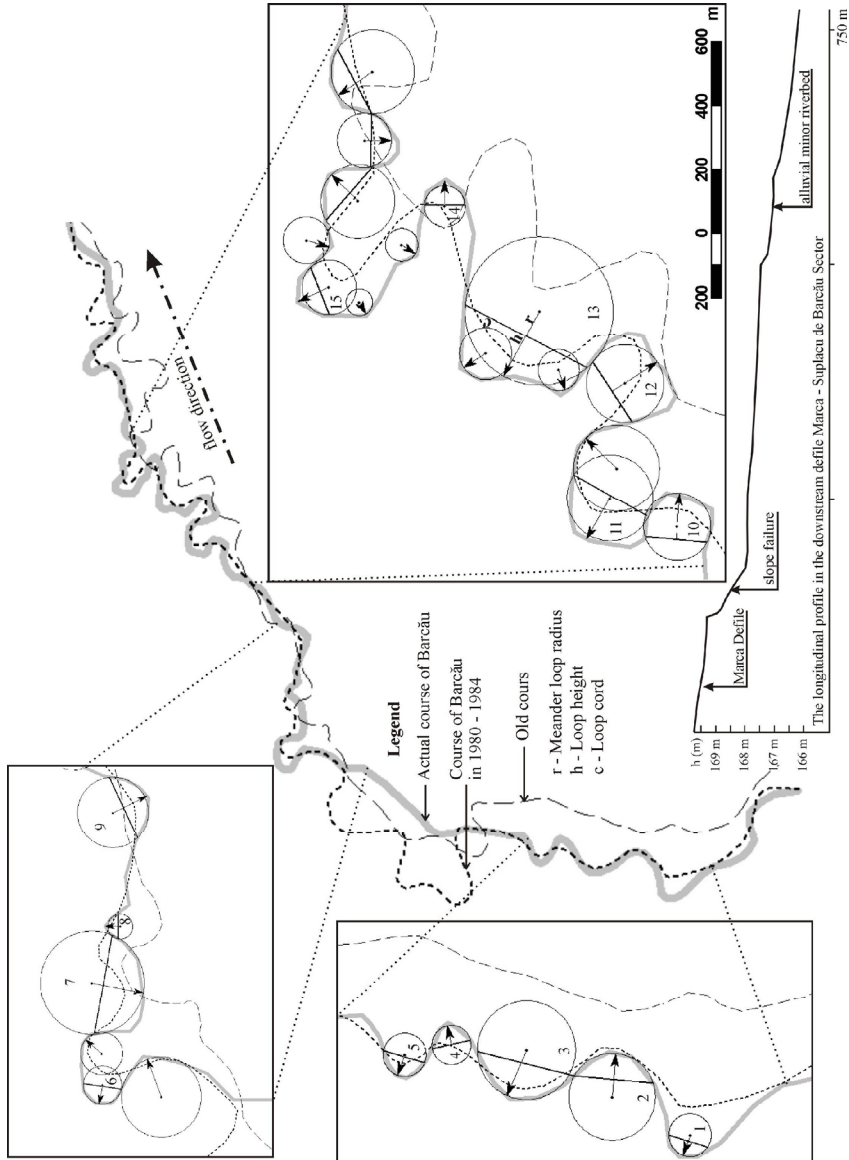 flow direction
Legend
Actual course of Barcău
Course of Barcău
in 1980 - 1984
Old cours
r - Meander loop radius
h - Loop height
c - Loop cord
1
2
3
4
5
6
7
8
9
10
11
12
13
14
15
c
h
r
200 0 200 400 600 m
h (m)
169 m
168 m
167 m
166 m
Marca Defile
slope failure
alluvial minor riverbed
750 m
The longitudinal profile in the downstream defile Marca - Suplacu de Barcău Sector